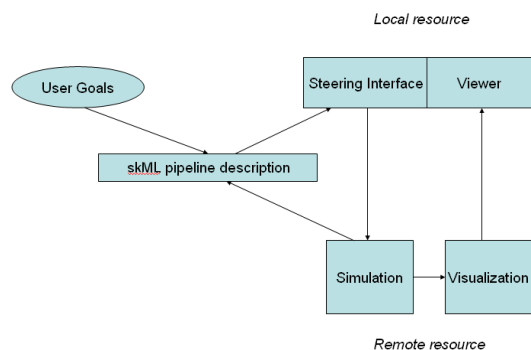 Local resource
User Goals
Steering Interface
Viewer
skML pipeline description
Simulation
Visualization
Remote resource